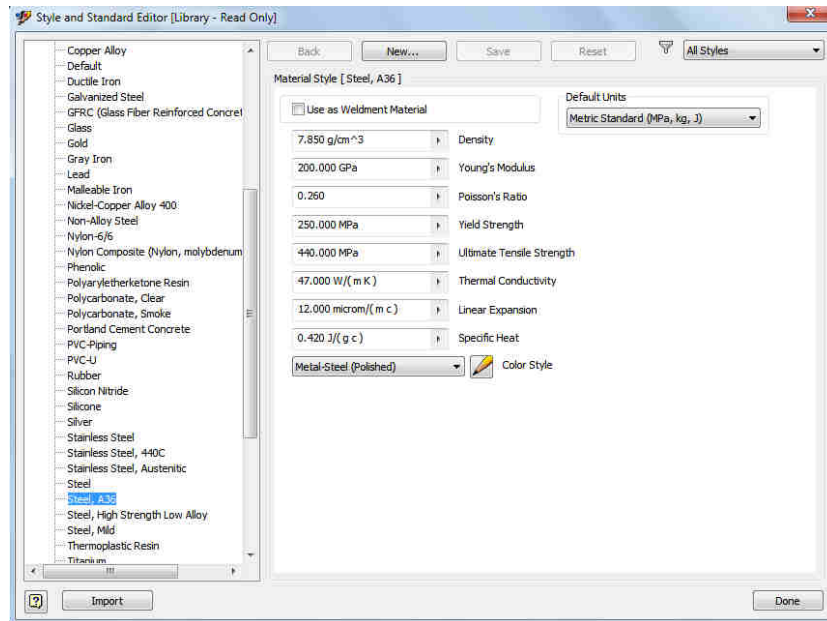 Style and Standard Editor [Library - Read Only]
Back New... Save Reset All Styles
Copper Alloy
Default
Ductile Iron
Galvanized Steel
GFRC (Glass Fiber Reinforced Concret
Glass
Gold
Gray Iron
Lead
Malleable Iron
Nickel-Copper Alloy 400
Non-Alloy Steel
Nylon-6/6
Nylon Composite (Nylon, molybdenum
Phenolic
Polyaryletherketone Resin
Polycarbonate, Clear
Polycarbonate, Smoke
Portland Cement Concrete
PVC-Piping
PVC-U
Rubber
Silicon Nitride
Silicone
Silver
Stainless Steel
Stainless Steel, 440C
Stainless Steel, Austenitic
Steel
Steel, A36
Steel, High Strength Low Alloy
Steel, Mild
Thermoplastic Resin
Titanium
Material Style [ Steel, A36 ]
Use as Weldment Material
Default Units
Metric Standard (MPa, kg, J)
7.850 g/cm^3 Density
200.000 GPa Young's Modulus
0.260 Poisson's Ratio
250.000 MPa Yield Strength
440.000 MPa Ultimate Tensile Strength
47.000 W/( m K ) Thermal Conductivity
12.000 microm/( m c ) Linear Expansion
0.420 J/( g c ) Specific Heat
Metal-Steel (Polished) Color Style
? Import Done